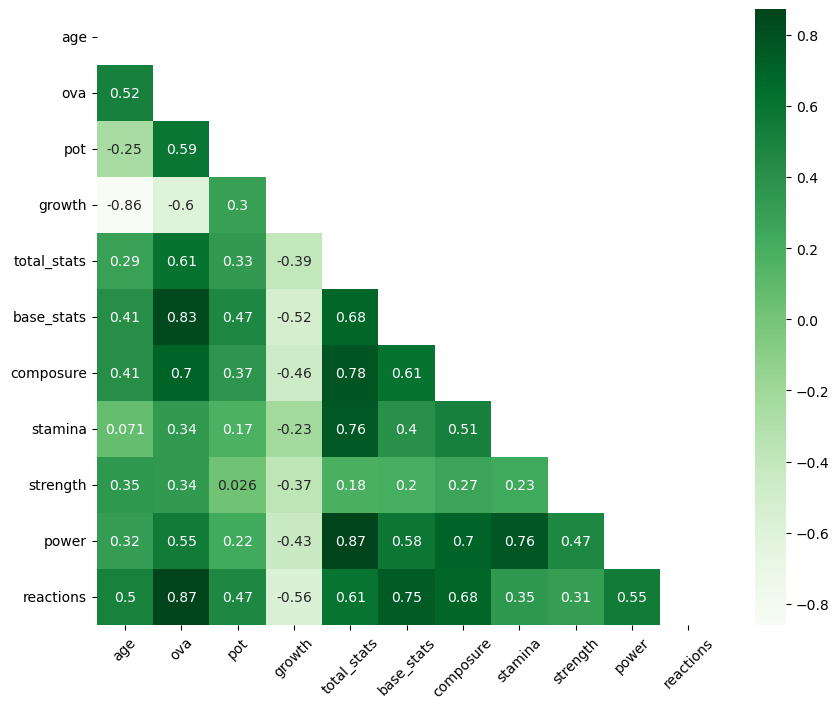 age
ova 0.52
pot -0.25 0.59
growth -0.86 -0.6 0.3
total_stats 0.29 0.61 0.33 -0.39
base_stats 0.41 0.83 0.47 -0.52 0.68
composure 0.41 0.7 0.37 -0.46 0.78 0.61
stamina 0.071 0.34 0.17 -0.23 0.76 0.4 0.51
strength 0.35 0.34 0.026 -0.37 0.18 0.2 0.27 0.23
power 0.32 0.55 0.22 -0.43 0.87 0.58 0.7 0.76 0.47
reactions 0.5 0.87 0.47 -0.56 0.61 0.75 0.68 0.35 0.31 0.55
age ova pot growth total_stats base_stats composure stamina strength power reactions
0.8
0.6
0.4
0.2
0.0
-0.2
-0.4
-0.6
-0.8